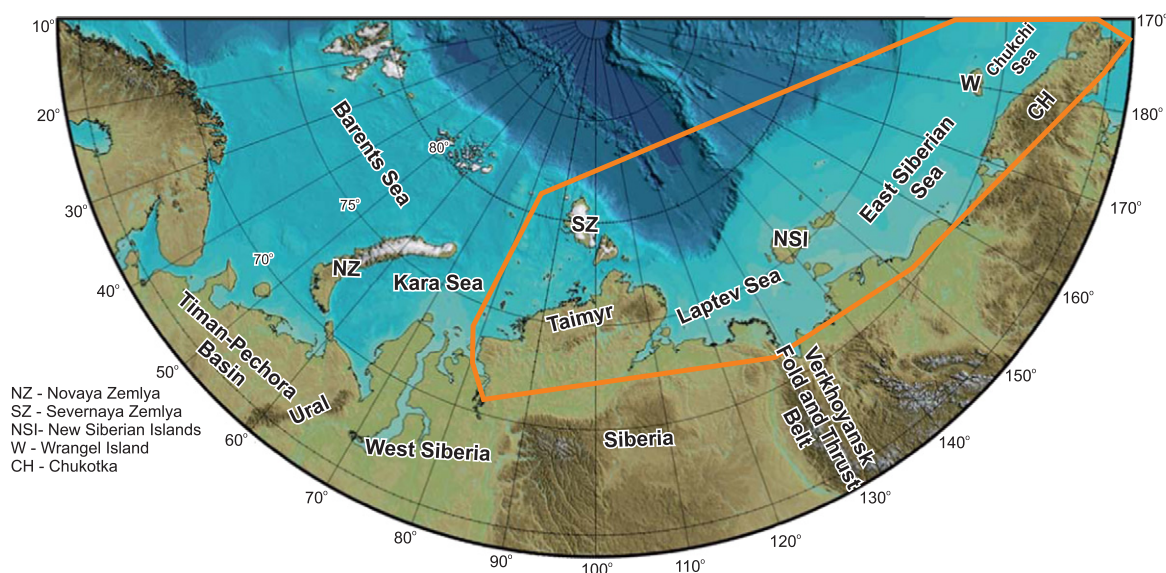 10°
170°
Chukchi
Sea
W
CH
20°
180°
Barents Sea
80°
East Siberian
Sea
75°
30°
170°
SZ
NSI
70°
NZ
Kara Sea
40°
Laptev Sea
160°
Taimyr
Timan-Pechora
Basin
Verkhoyansk
Fold and Thrust
Belt
50°
150°
NZ - Novaya Zemlya
SZ - Severnaya Zemlya
NSI- New Siberian Islands
W - Wrangel Island
CH - Chukotka
Ural
60°
West Siberia
Siberia
140°
70°
130°
80°
120°
90°
100°
110°